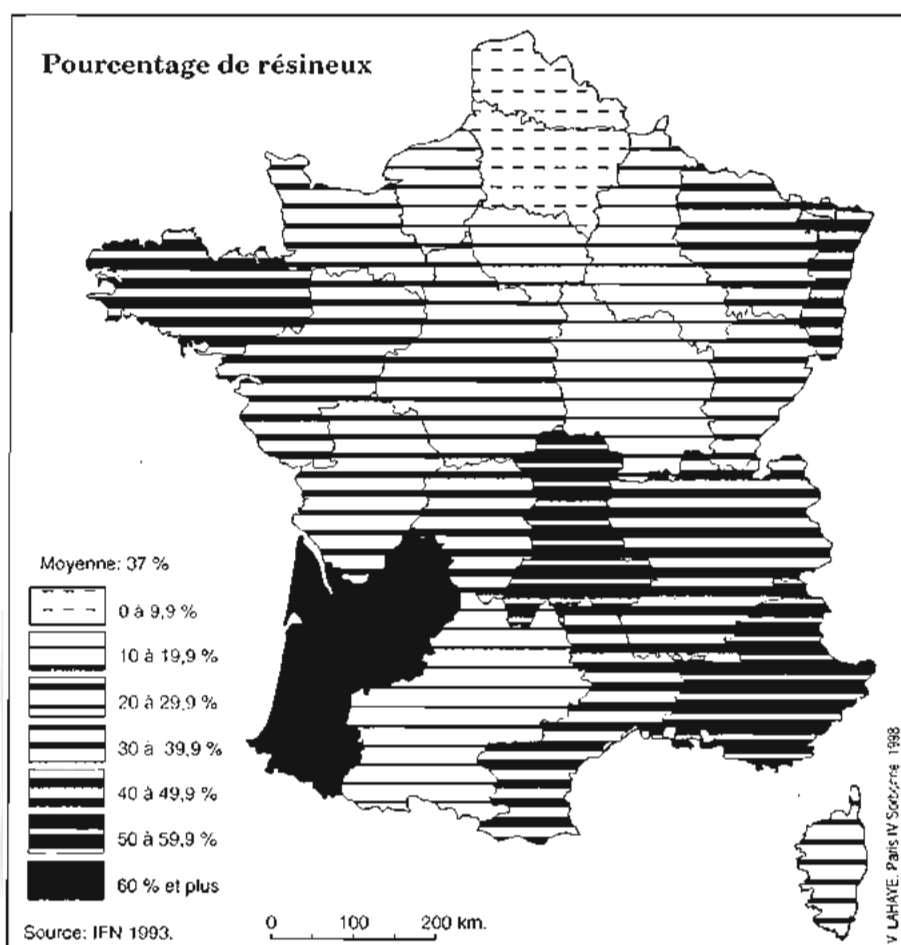 Pourcentage de résineux
Moyenne: 37 %
0 à 9,9 %
10 à 19,9 %
20 à 29,9 %
30 à 39,9 %
40 à 49,9 %
50 à 59,9 %
60 % et plus
Source: IFN 1993.
0 100 200 km.
V LAHAYE. Paris IV Sorbonne 1998